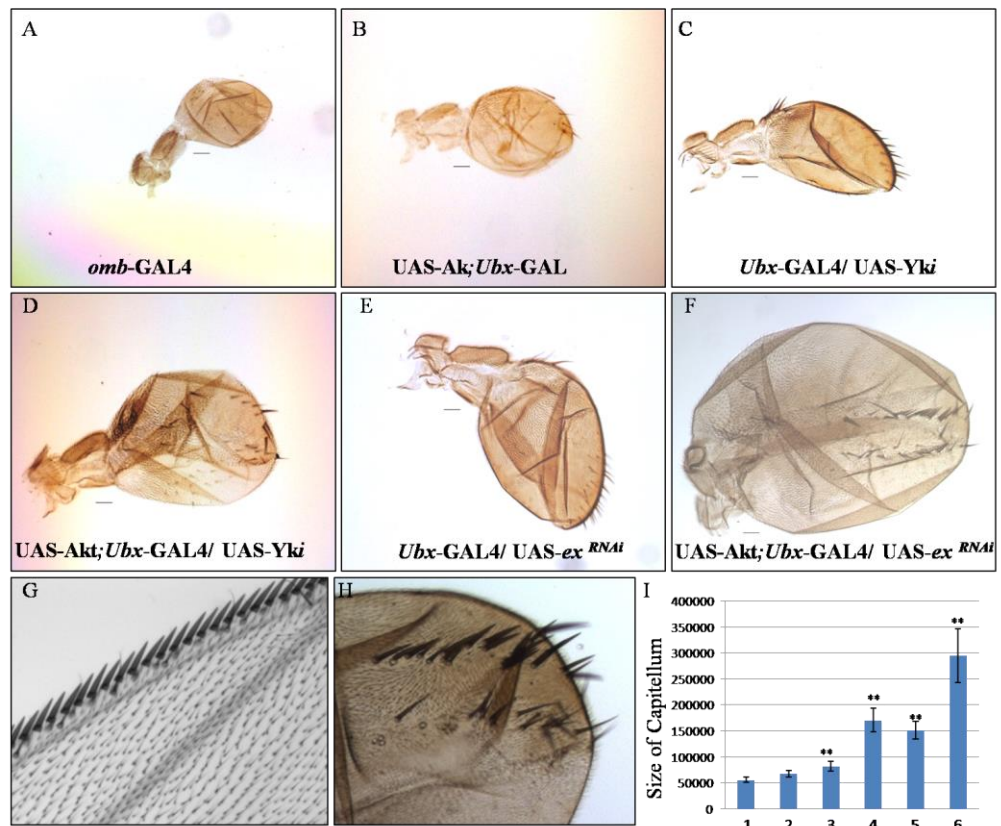 A
omb-GAL4
B
UAS-Ak;Ubx-GAL
C
Ubx-GAL4/ UAS-Yki
D
UAS-Akt;Ubx-GAL4/ UAS-Yki
E
Ubx-GAL4/ UAS-ex RNAi
F
UAS-Akt;Ubx-GAL4/ UAS-ex RNAi
G
H
I
Size of Capitellum
400000
350000
300000
250000
200000
150000
100000
50000
0
**
**
**
**
1 2 3 4 5 6